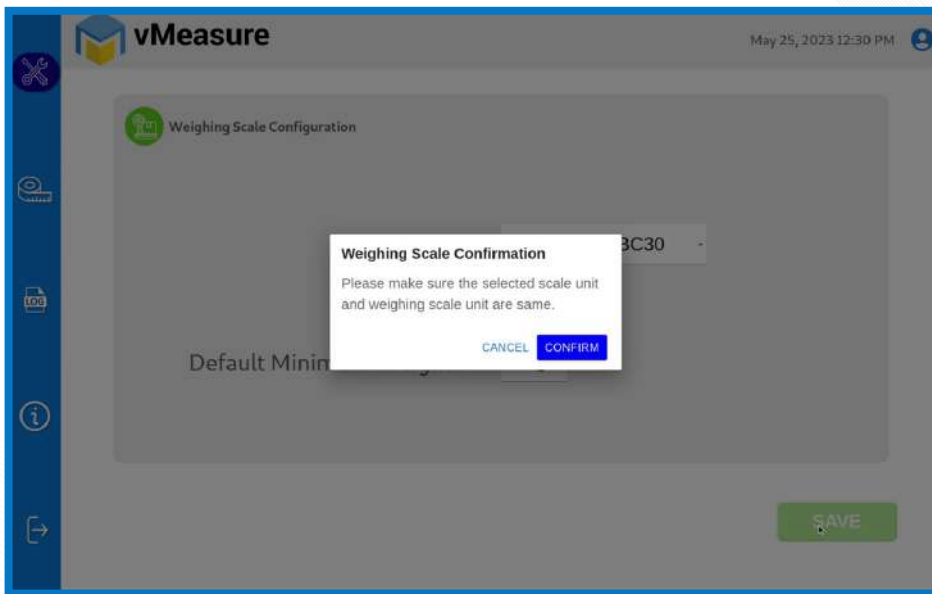 vMeasure
May 25, 2023 12:30 PM
Weighing Scale Configuration
BC30
Weighing Scale Confirmation
Please make sure the selected scale unit
and weighing scale unit are same.
CANCEL CONFIRM
Default
LOG
SAVE